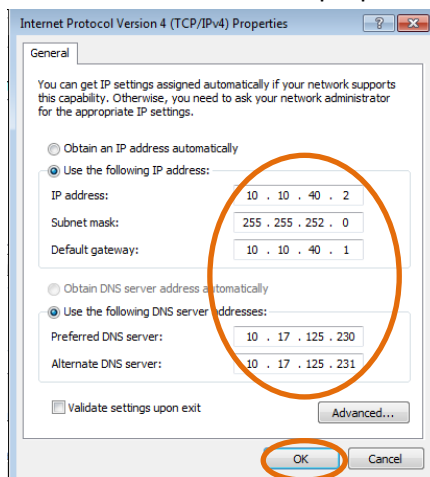 Internet Protocol Version 4 (TCP/IPv4) Properties
General
You can get IP settings assigned automatically if your network supports
this capability. Otherwise, you need to ask your network administrator
for the appropriate IP settings.
Obtain an IP address automatically
Use the following IP address:
IP address: 10 . 10 . 40 . 2
Subnet mask: 255 . 255 . 252 . 0
Default gateway: 10 . 10 . 40 . 1
Obtain DNS server address automatically
Use the following DNS server addresses:
Preferred DNS server: 10 . 17 . 125 . 230
Alternate DNS server: 10 . 17 . 125 . 231
Validate settings upon exit
Advanced...
OK Cancel